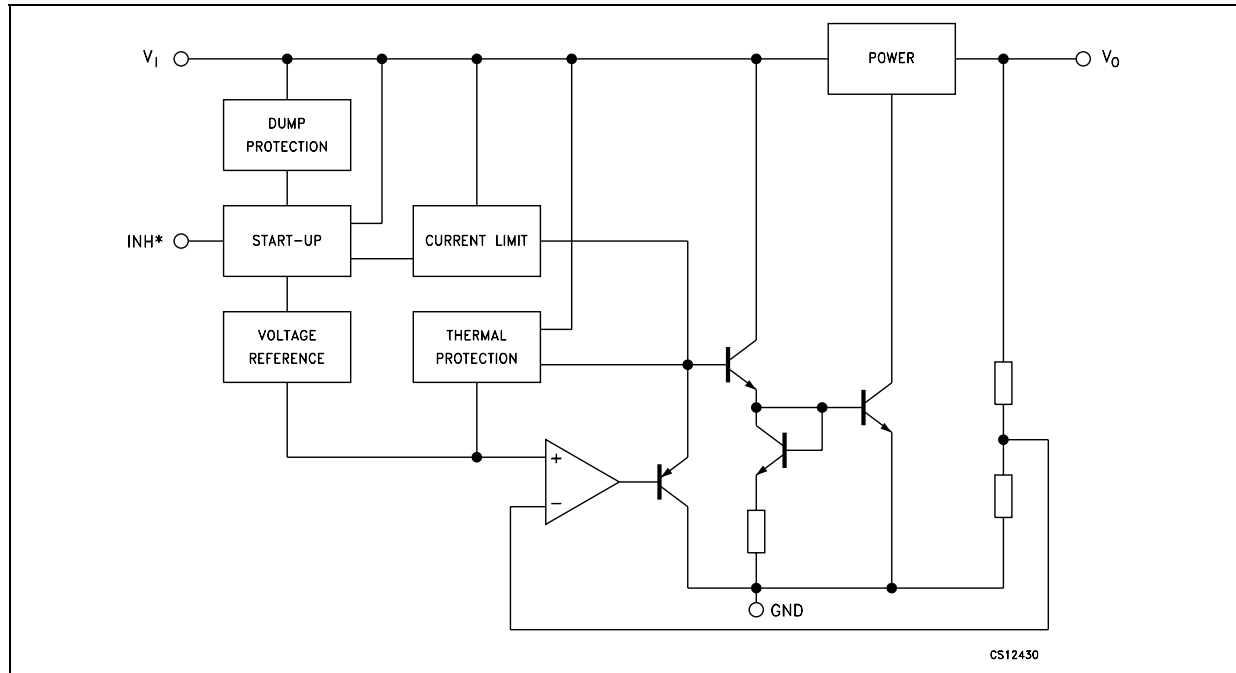 V_I
POWER
V_O
DUMP
PROTECTION
INH*
START-UP
CURRENT LIMIT
VOLTAGE
REFERENCE
THERMAL
PROTECTION
+
−
GND
CS12430